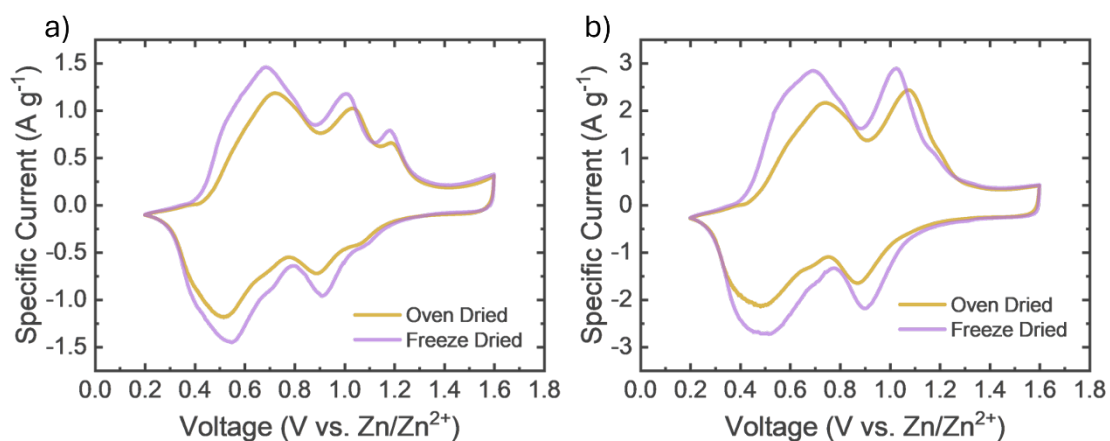 a)
Specific Current (A g⁻¹)
1.5
1.0
0.5
0.0
-0.5
-1.0
-1.5
Oven Dried
Freeze Dried
0.0 0.2 0.4 0.6 0.8 1.0 1.2 1.4 1.6 1.8
Voltage (V vs. Zn/Zn²⁺)
b)
Specific Current (A g⁻¹)
3
2
1
0
-1
-2
-3
Oven Dried
Freeze Dried
0.0 0.2 0.4 0.6 0.8 1.0 1.2 1.4 1.6 1.8
Voltage (V vs. Zn/Zn²⁺)